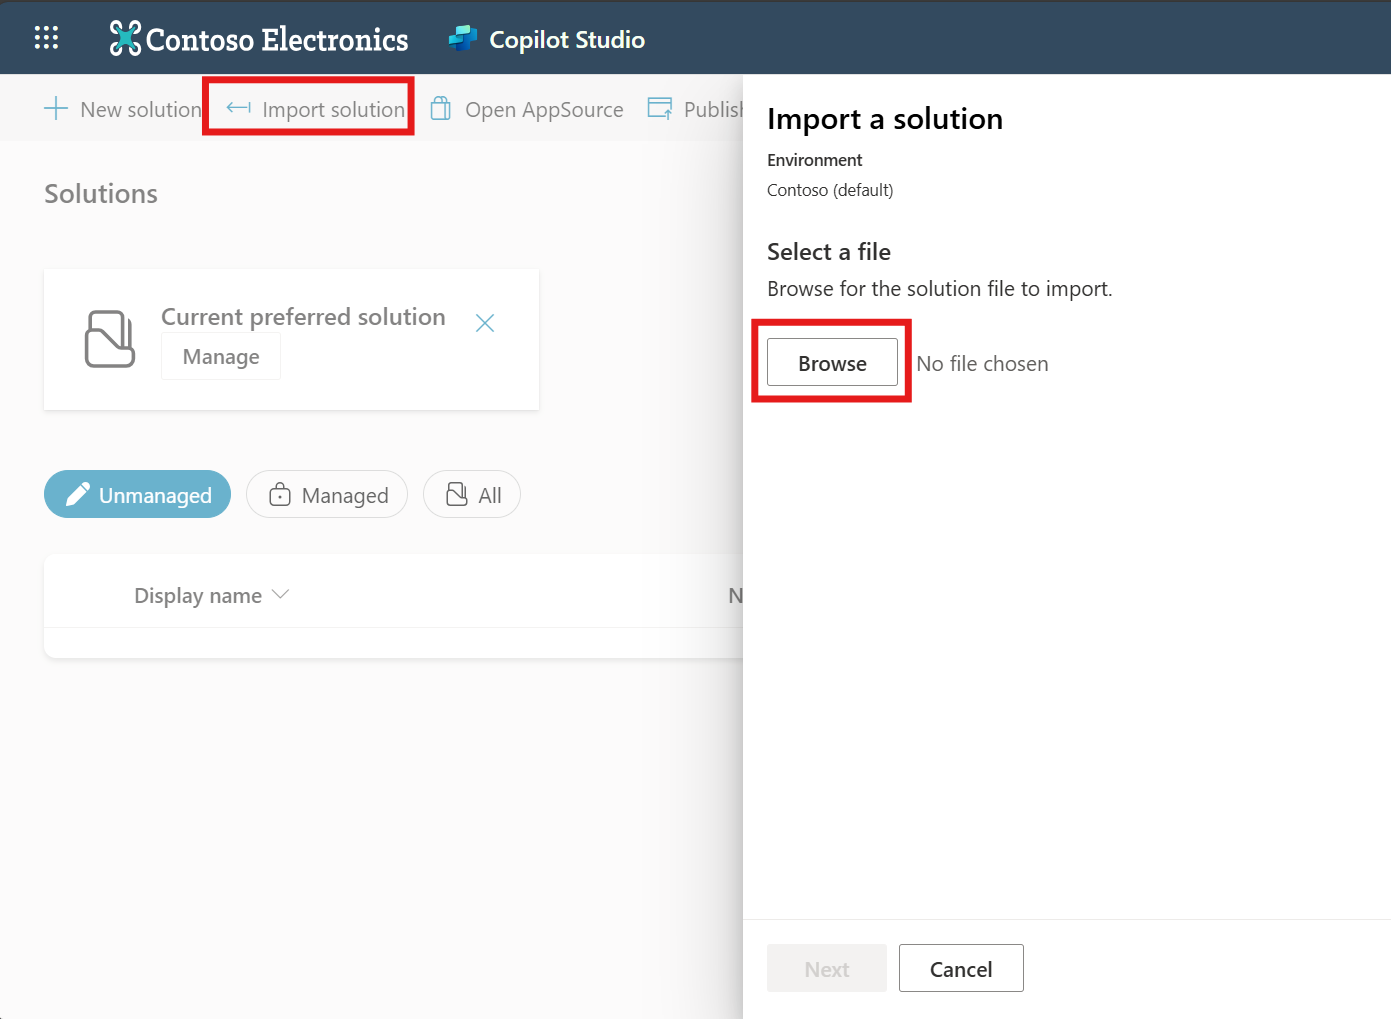 Contoso Electronics Copilot Studio
New solution Import solution Open AppSource Publish
Solutions
Current preferred solution
Manage
Unmanaged Managed All
Display name N
Import a solution
Environment
Contoso (default)
Select a file
Browse for the solution file to import.
Browse No file chosen
Next Cancel